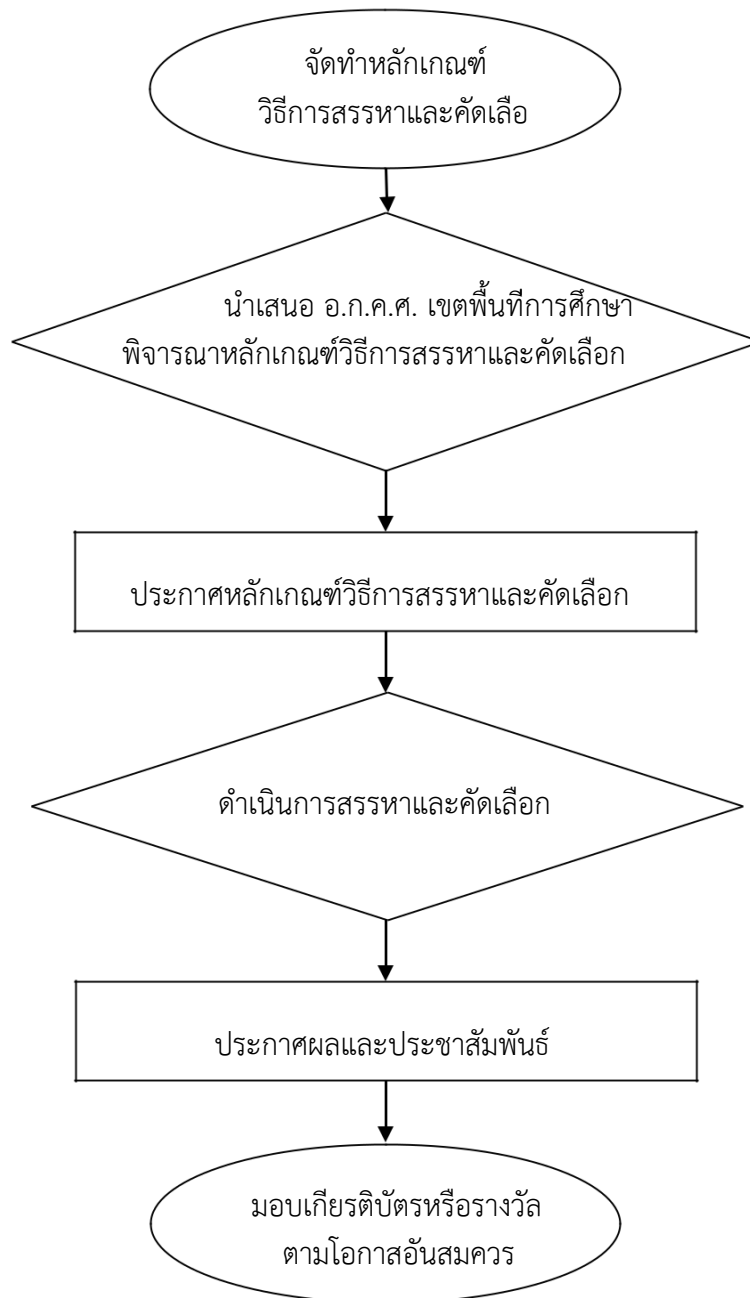 จัดทำหลักเกณฑ์
วิธีการสรรหาและคัดเลือ
นำเสนอ อ.ก.ค.ศ. เขตพื้นที่การศึกษา
พิจารณาหลักเกณฑ์วิธีการสรรหาและคัดเลือก
ประกาศหลักเกณฑ์วิธีการสรรหาและคัดเลือก
ดำเนินการสรรหาและคัดเลือก
ประกาศผลและประชาสัมพันธ์
มอบเกียรติบัตรหรือรางวัล
ตามโอกาสอันสมควร